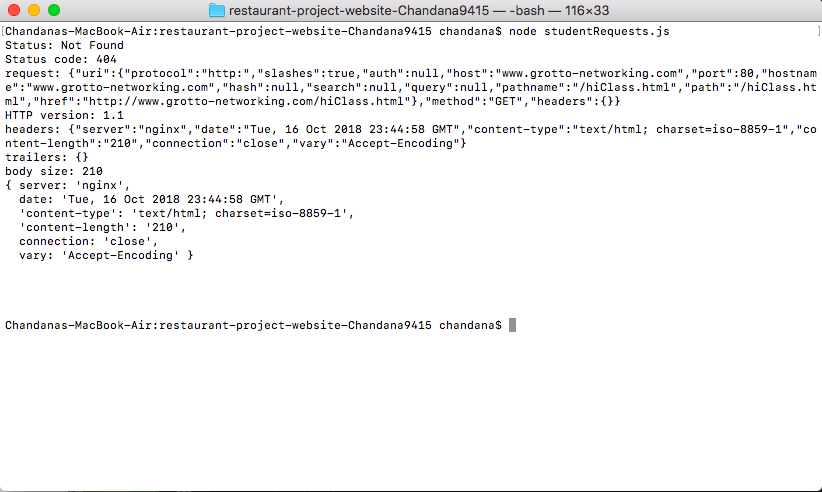 restaurant-project-website-Chandana9415 — -bash — 116×33
[Chandanas-MacBook-Air:restaurant-project-website-Chandana9415 chandana$ node studentRequests.js ]
Status: Not Found
Status code: 404
request: {"uri":{"protocol":"http:","slashes":true,"auth":null,"host":"www.grotto-networking.com","port":80,"hostnam
e":"www.grotto-networking.com","hash":null,"search":null,"query":null,"pathname":"/hiClass.html","path":"/hiClass.ht
ml","href":"http://www.grotto-networking.com/hiClass.html"},"method":"GET","headers":{}}
HTTP version: 1.1
headers: {"server":"nginx","date":"Tue, 16 Oct 2018 23:44:58 GMT","content-type":"text/html; charset=iso-8859-1","co
ntent-length":"210","connection":"close","vary":"Accept-Encoding"}
trailers: {}
body size: 210
{ server: 'nginx',
  date: 'Tue, 16 Oct 2018 23:44:58 GMT',
  'content-type': 'text/html; charset=iso-8859-1',
  'content-length': '210',
  connection: 'close',
  vary: 'Accept-Encoding' }
Chandanas-MacBook-Air:restaurant-project-website-Chandana9415 chandana$